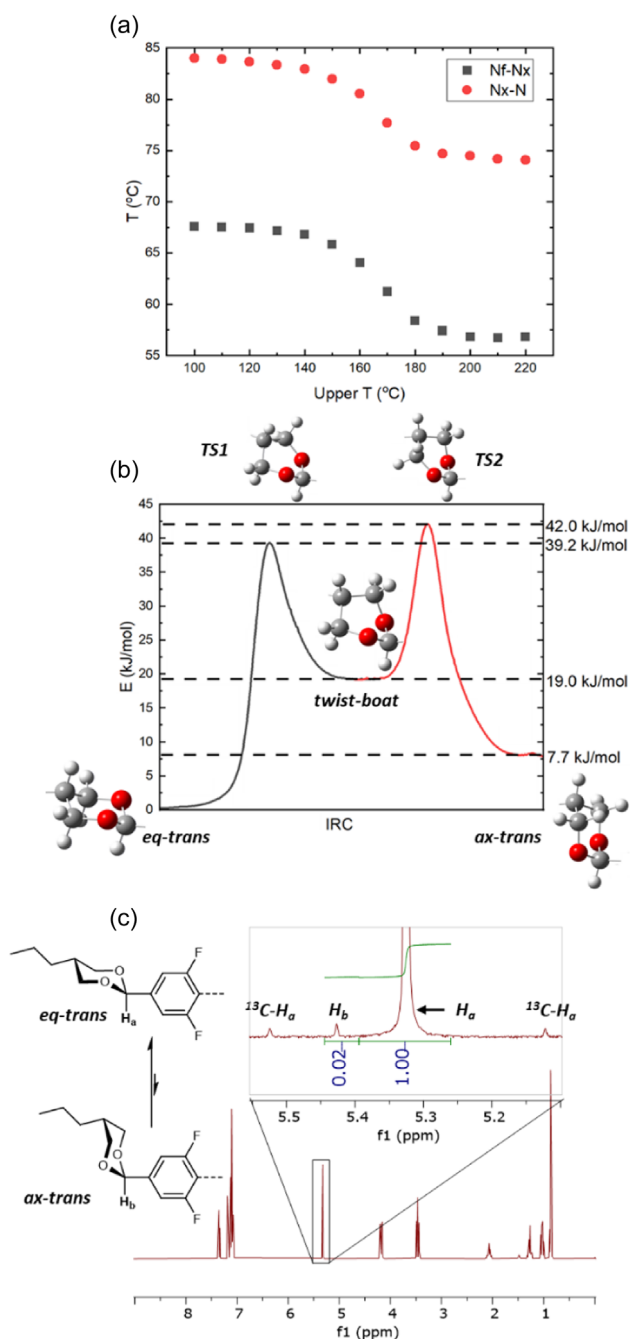 (a)
85
80
75
70
65
60
55
T (ºC)
Nf-Nx
Nx-N
100 120 140 160 180 200 220
Upper T (ºC)
(b)
TS1
TS2
45
40
35
30
25
20
15
10
5
0
E (kJ/mol)
42.0 kJ/mol
39.2 kJ/mol
19.0 kJ/mol
7.7 kJ/mol
twist-boat
eq-trans
IRC
ax-trans
(c)
O
O
F
F
Ha
eq-trans
O
O
F
F
Hb
ax-trans
13C-Ha
Hb
Ha
13C-Ha
0.02
1.00
5.5 5.4 5.3 5.2
f1 (ppm)
8 7 6 5 4 3 2 1
f1 (ppm)